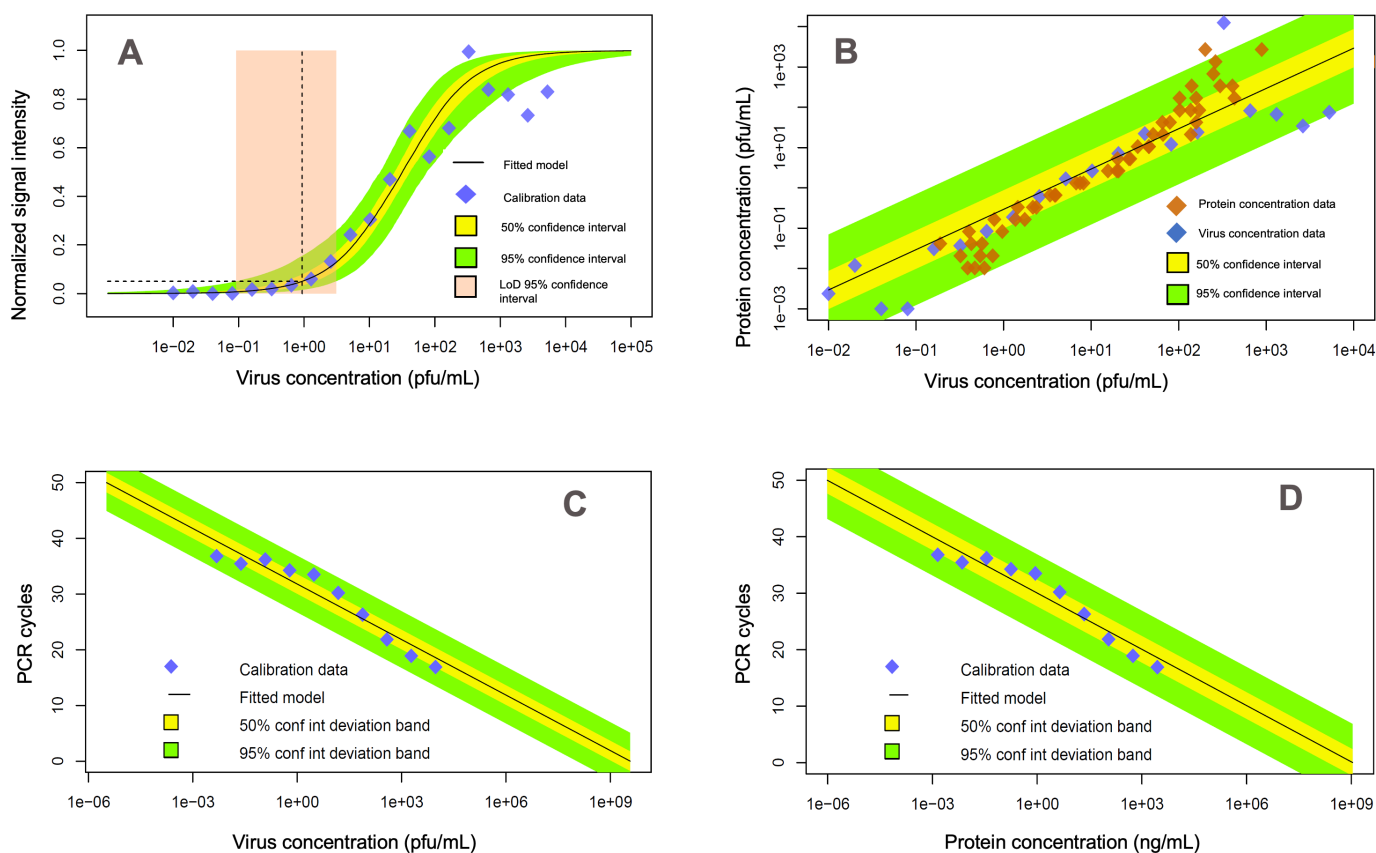 A
Normalized signal intensity
1.0
0.8
0.6
0.4
0.2
0.0
Fitted model
Calibration data
50% confidence interval
95% confidence interval
LoD 95% confidence
interval
1e-02 1e-01 1e+00 1e+01 1e+02 1e+03 1e+04 1e+05
Virus concentration (pfu/mL)
B
Protein concentration (pfu/mL)
1e+03
1e+01
1e-01
1e-03
Protein concentration data
Virus concentration data
50% confidence interval
95% confidence interval
1e-02 1e-01 1e+00 1e+01 1e+02 1e+03 1e+04
Virus concentration (pfu/mL)
C
PCR cycles
50
40
30
20
10
0
Calibration data
Fitted model
50% conf int deviation band
95% conf int deviation band
1e-06 1e-03 1e+00 1e+03 1e+06 1e+09
Virus concentration (pfu/mL)
D
PCR cycles
50
40
30
20
10
0
Calibration data
Fitted model
50% conf int deviation band
95% conf int deviation band
1e-06 1e-03 1e+00 1e+03 1e+06 1e+09
Protein concentration (ng/mL)